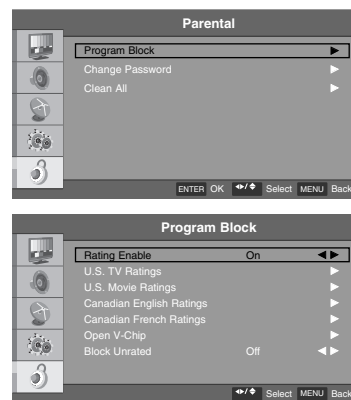 Parental
Program Block
Change Password
Clean All
ENTER OK Select MENU Back
Program Block
Rating Enable On
U.S. TV Ratings
U.S. Movie Ratings
Canadian English Ratings
Canadian French Ratings
Open V-Chip
Block Unrated Off
Select MENU Back